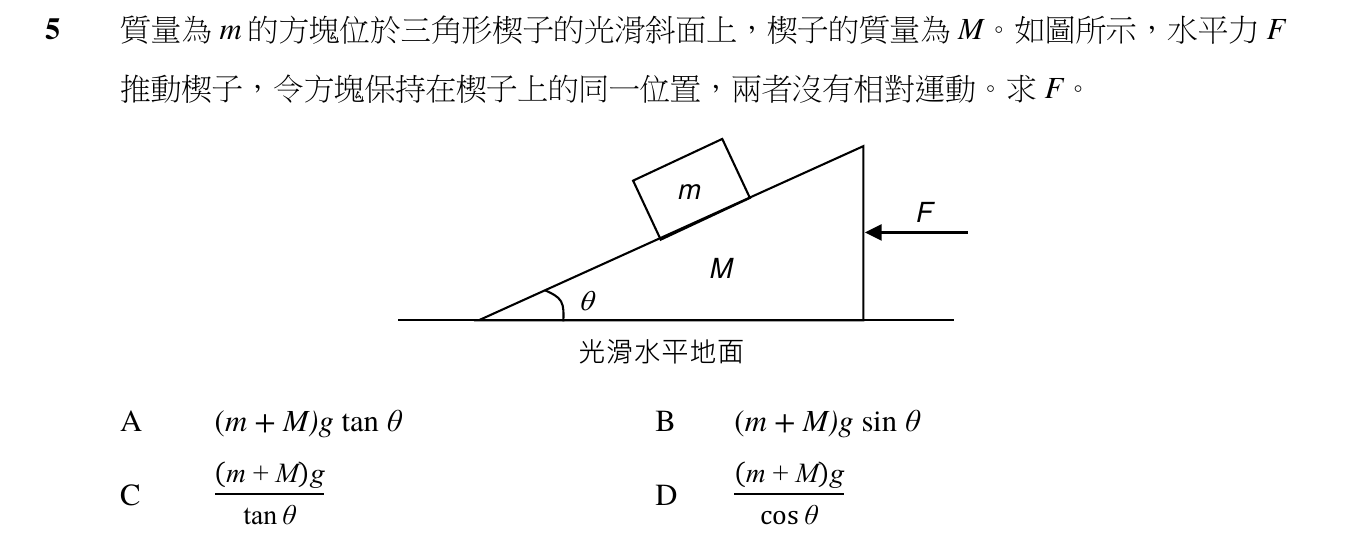 5 質量為 m 的方塊位於三角形楔子的光滑斜面上，楔子的質量為 M。如圖所示，水平力 F
推動楔子，令方塊保持在楔子上的同一位置，兩者沒有相對運動。求 F。
m
F
M
θ
光滑水平地面
A (m + M)g tan θ B (m + M)g sin θ
C (m + M)g / tan θ D (m + M)g / cos θ